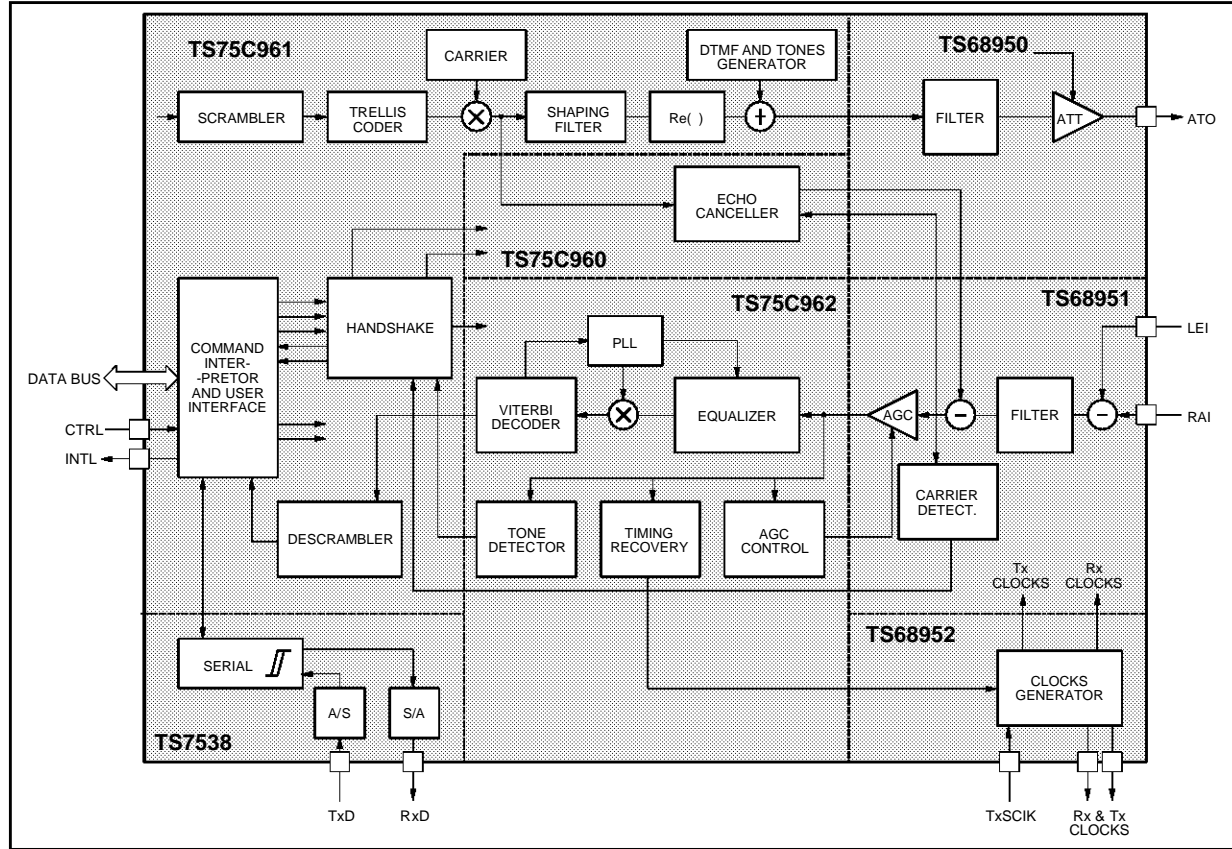 TS75C961
CARRIER
DTMF AND TONES
GENERATOR
TS68950
SCRAMBLER
TRELLIS
CODER
SHAPING
FILTER
Re( )
FILTER
ATT
ATO
ECHO
CANCELLER
TS75C960
TS75C962
TS68951
LEI
COMMAND
INTER-
-PRETOR
AND USER
INTERFACE
HANDSHAKE
PLL
DATA BUS
VITERBI
DECODER
EQUALIZER
AGC
FILTER
RAI
CTRL
INTL
DESCRAMBLER
TONE
DETECTOR
TIMING
RECOVERY
AGC
CONTROL
CARRIER
DETECT.
Tx
CLOCKS
Rx
CLOCKS
TS68952
SERIAL
CLOCKS
GENERATOR
A/S
S/A
TS7538
TxD
RxD
TxSCIK
Rx & Tx
CLOCKS